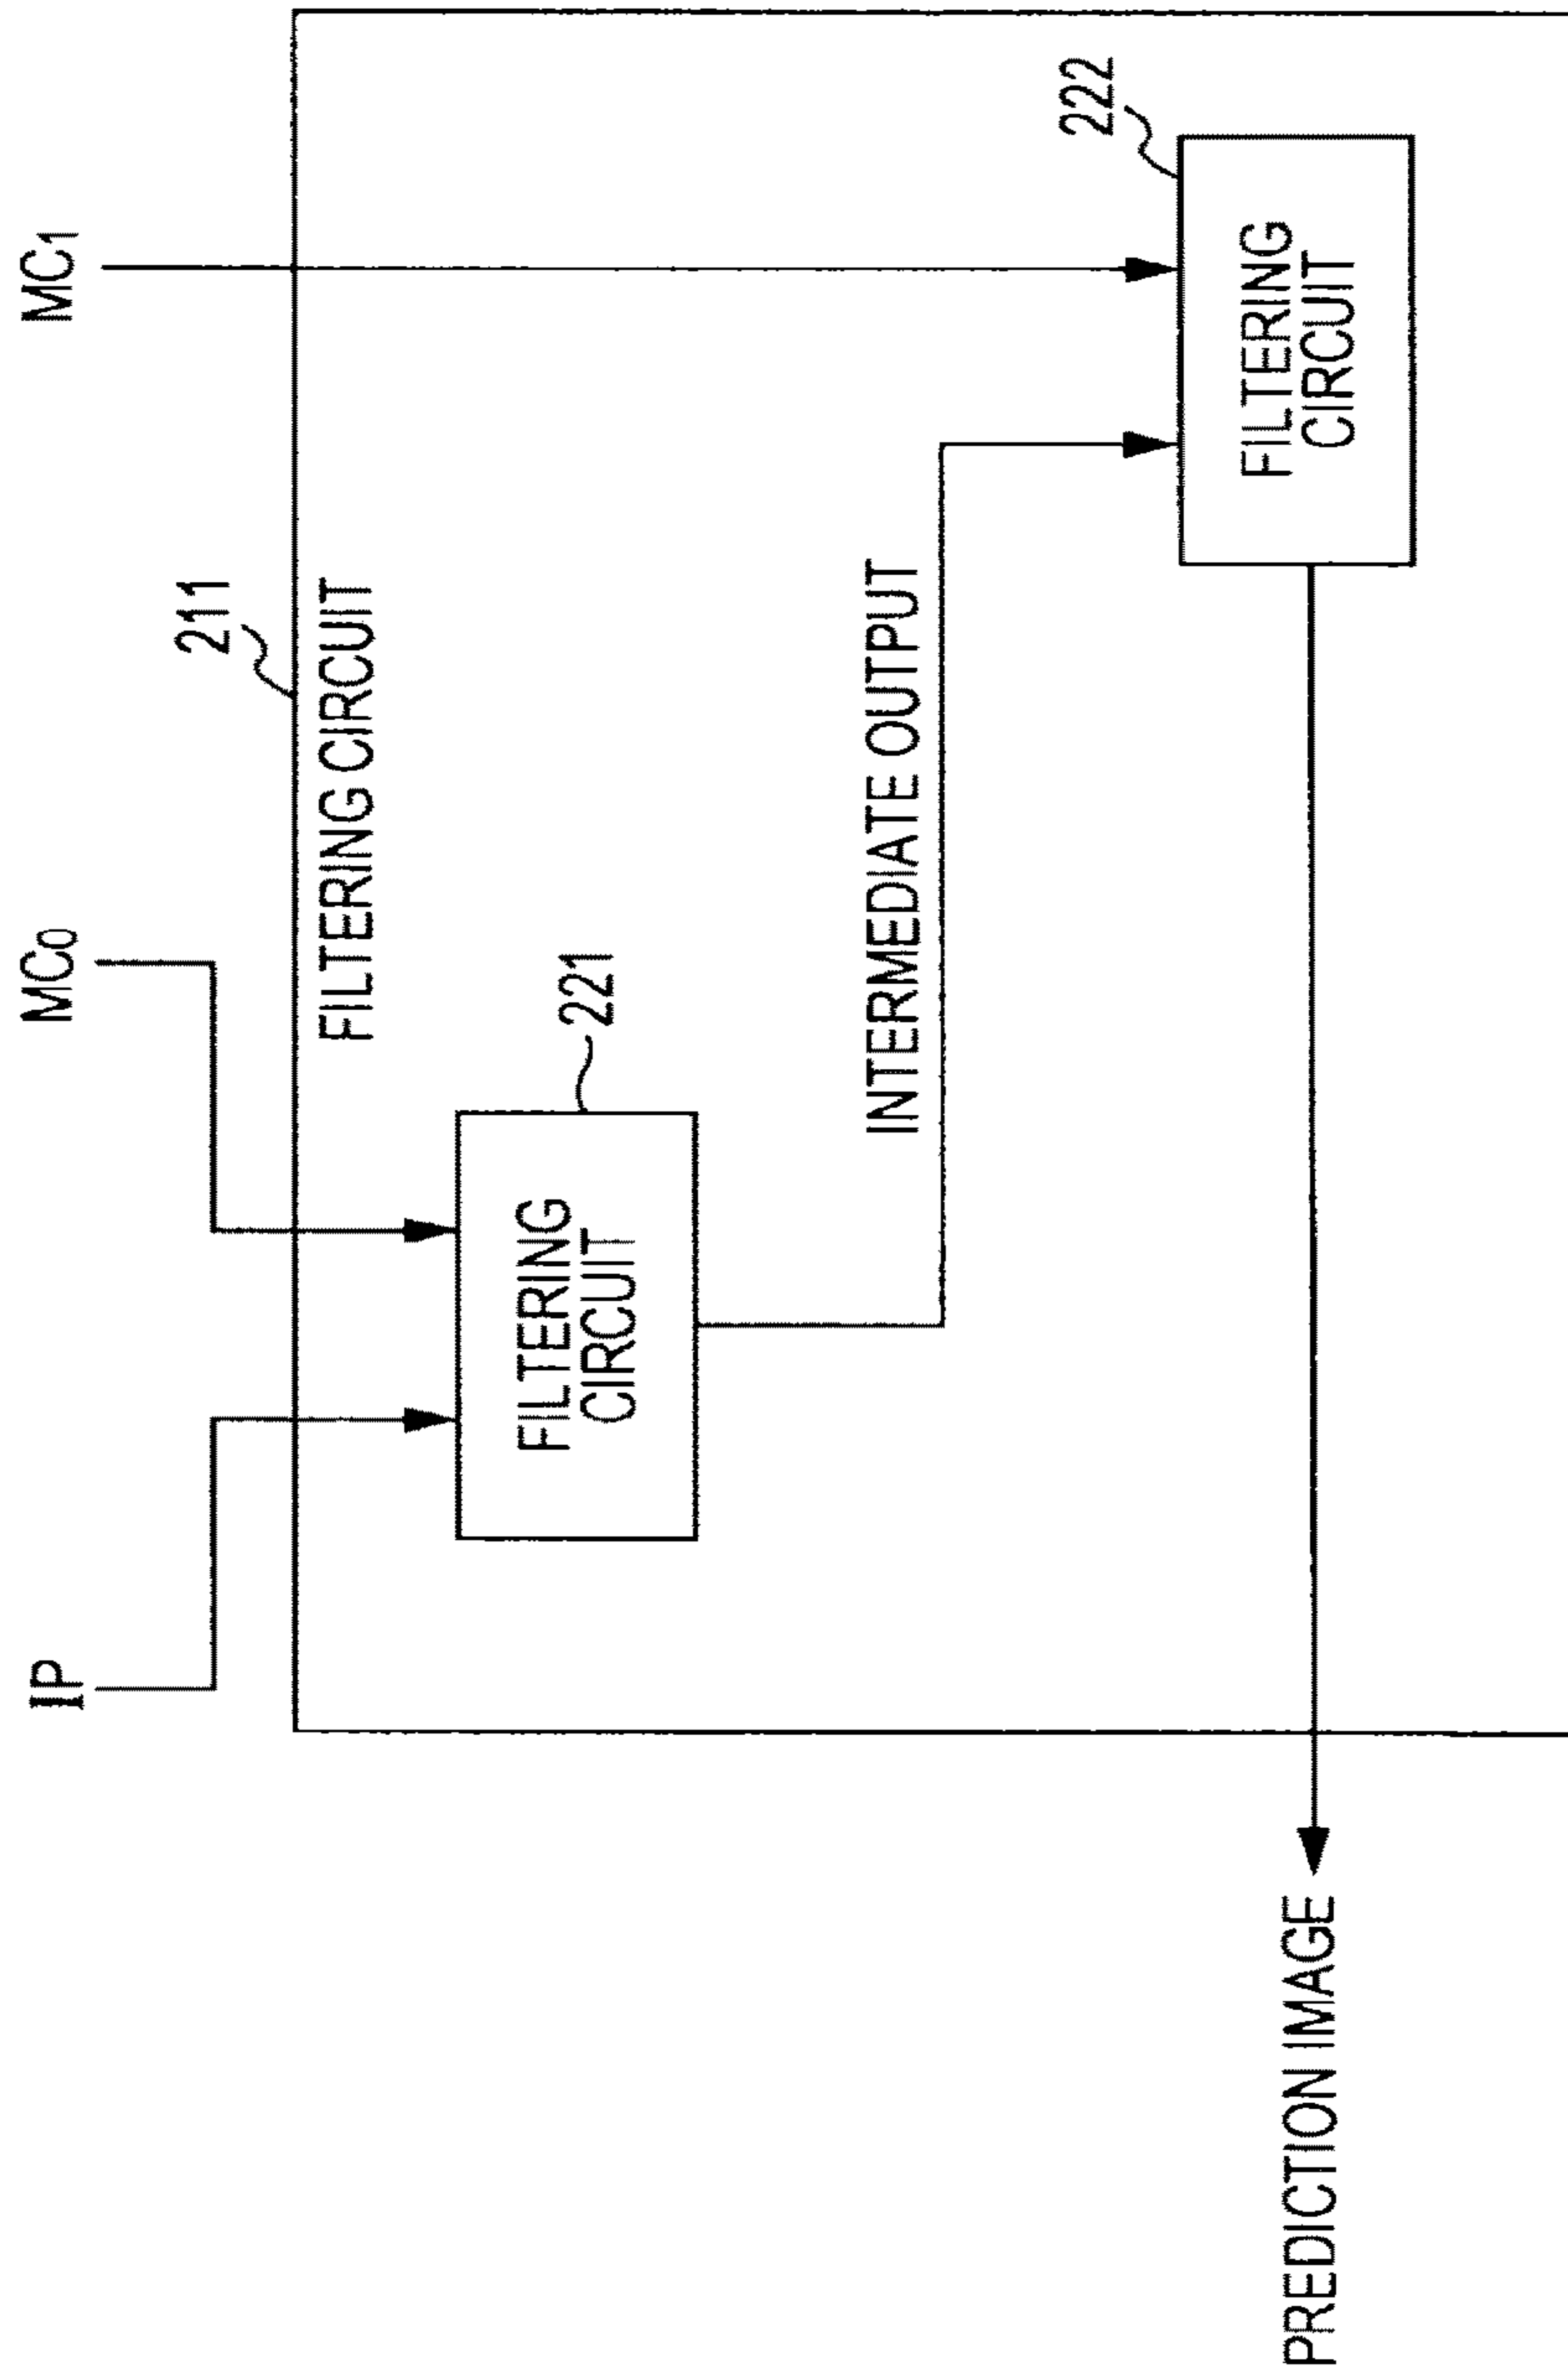 IP
MC0
MC1
211
FILTERING CIRCUIT
221
FILTERING
CIRCUIT
INTERMEDIATE OUTPUT
222
FILTERING
CIRCUIT
PREDICTION IMAGE